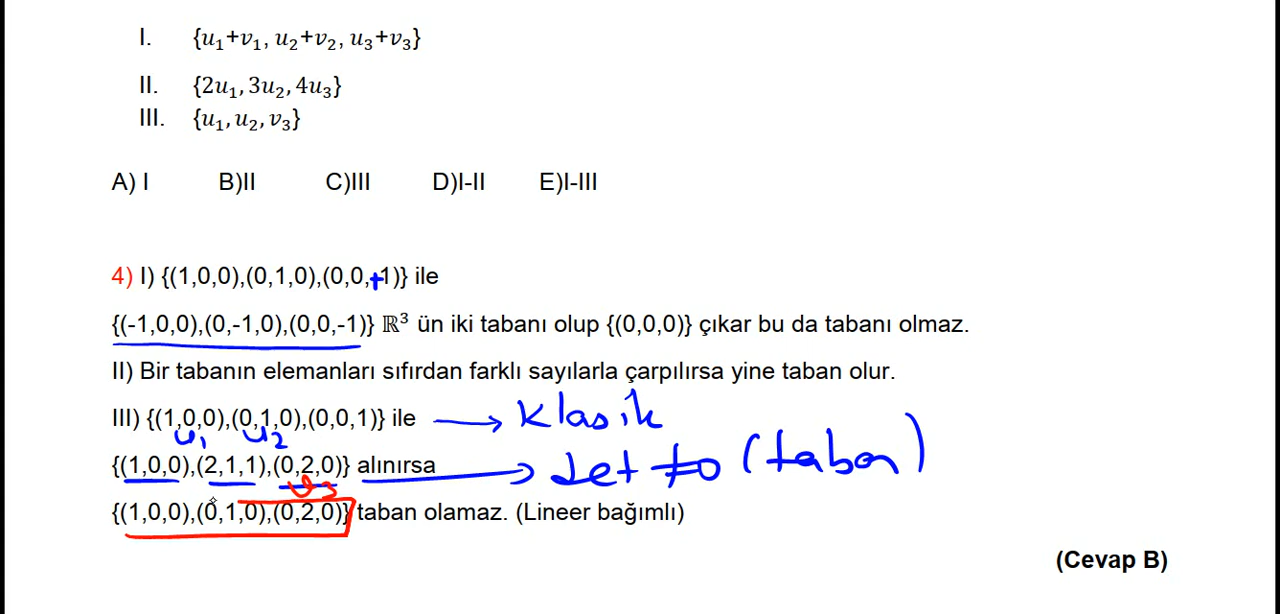 I. {u₁+v₁, u₂+v₂, u₃+v₃}
II. {2u₁, 3u₂, 4u₃}
III. {u₁, u₂, v₃}
A) I B)II C)III D)I-II E)I-III
4) I) {(1,0,0),(0,1,0),(0,0,+1)} ile
{(-1,0,0),(0,-1,0),(0,0,-1)} ℝ³ ün iki tabanı olup {(0,0,0)} çıkar bu da tabanı olmaz.
II) Bir tabanın elemanları sıfırdan farklı sayılarla çarpılırsa yine taban olur.
III) {(1,0,0),(0,1,0),(0,0,1)} ile → klasik
u₁ u₂
{(1,0,0),(2,1,1),(0,2,0)} alınırsa → det ≠0 (taban)
v₃
{(1,0,0),(0,1,0),(0,2,0)} taban olamaz. (Lineer bağımlı)
(Cevap B)